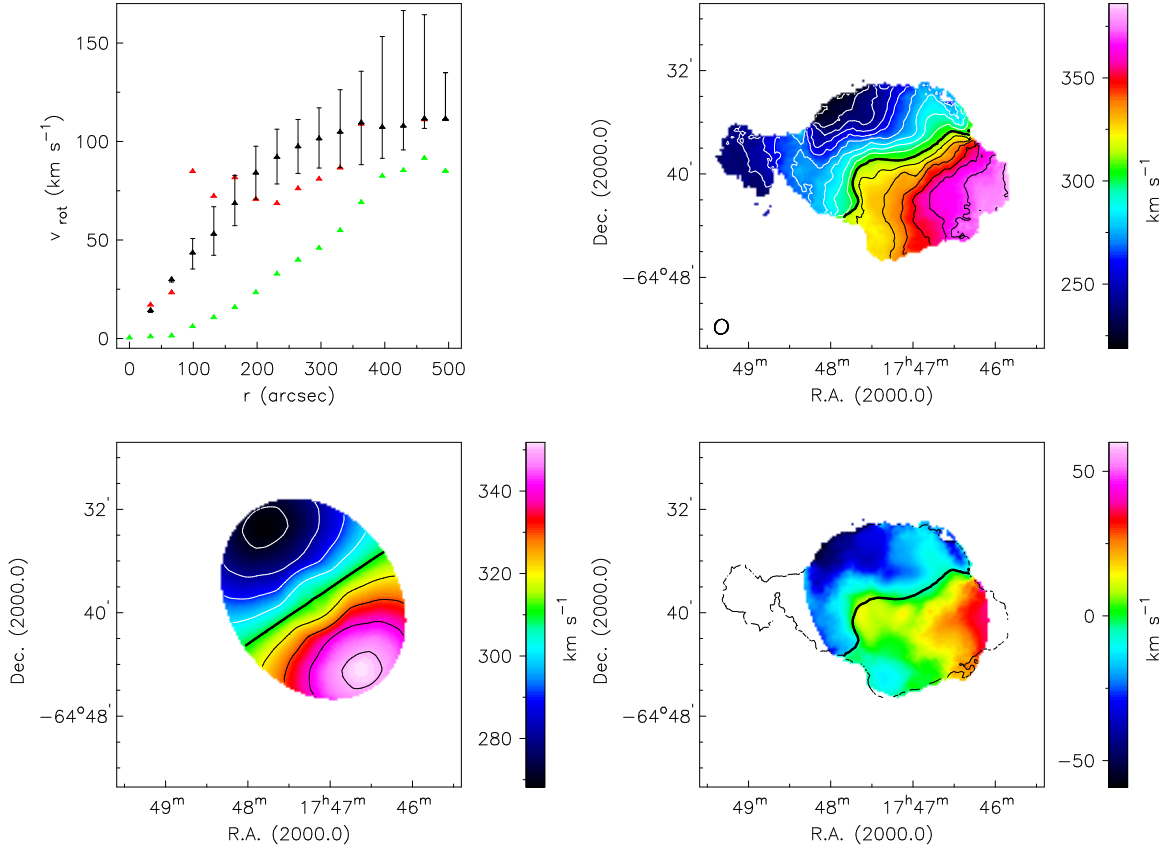 150
100
50
0
v rot (km s−1)
0 100 200 300 400 500
r (arcsec)
32'
40'
−64°48'
Dec. (2000.0)
49m 48m 17h47m 46m
R.A. (2000.0)
350
300
250
km s−1
32'
40'
−64°48'
Dec. (2000.0)
49m 48m 17h47m 46m
R.A. (2000.0)
340
320
300
280
km s−1
32'
40'
−64°48'
Dec. (2000.0)
49m 48m 17h47m 46m
R.A. (2000.0)
50
0
−50
km s−1